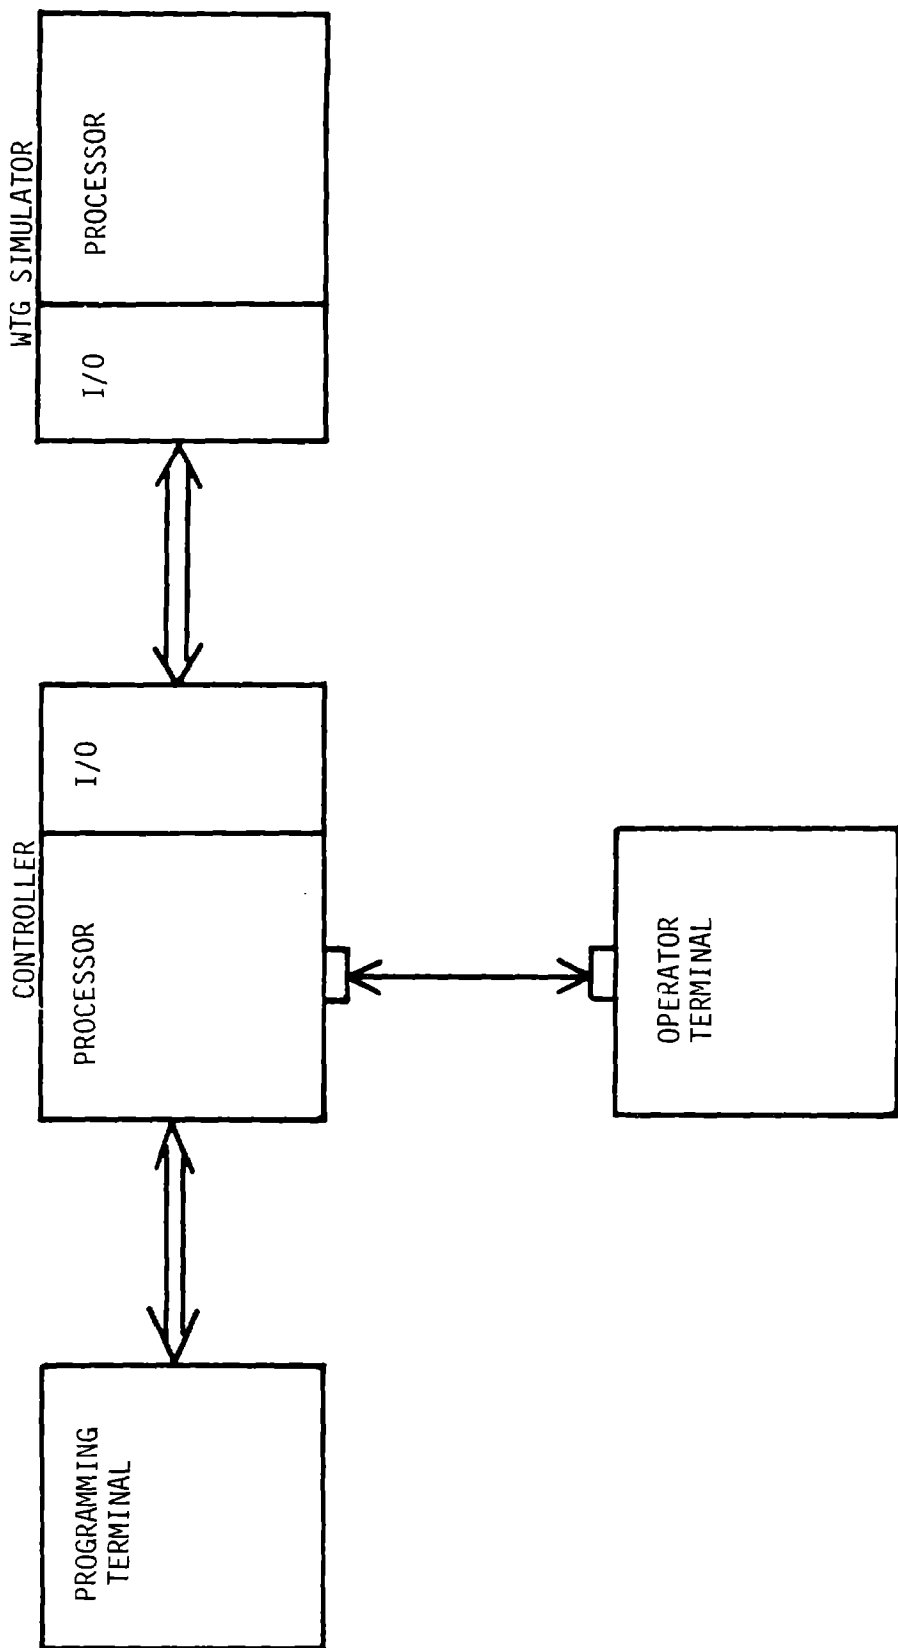 PROGRAMMING
TERMINAL
CONTROLLER
PROCESSOR
I/O
OPERATOR
TERMINAL
WTG SIMULATOR
I/O
PROCESSOR